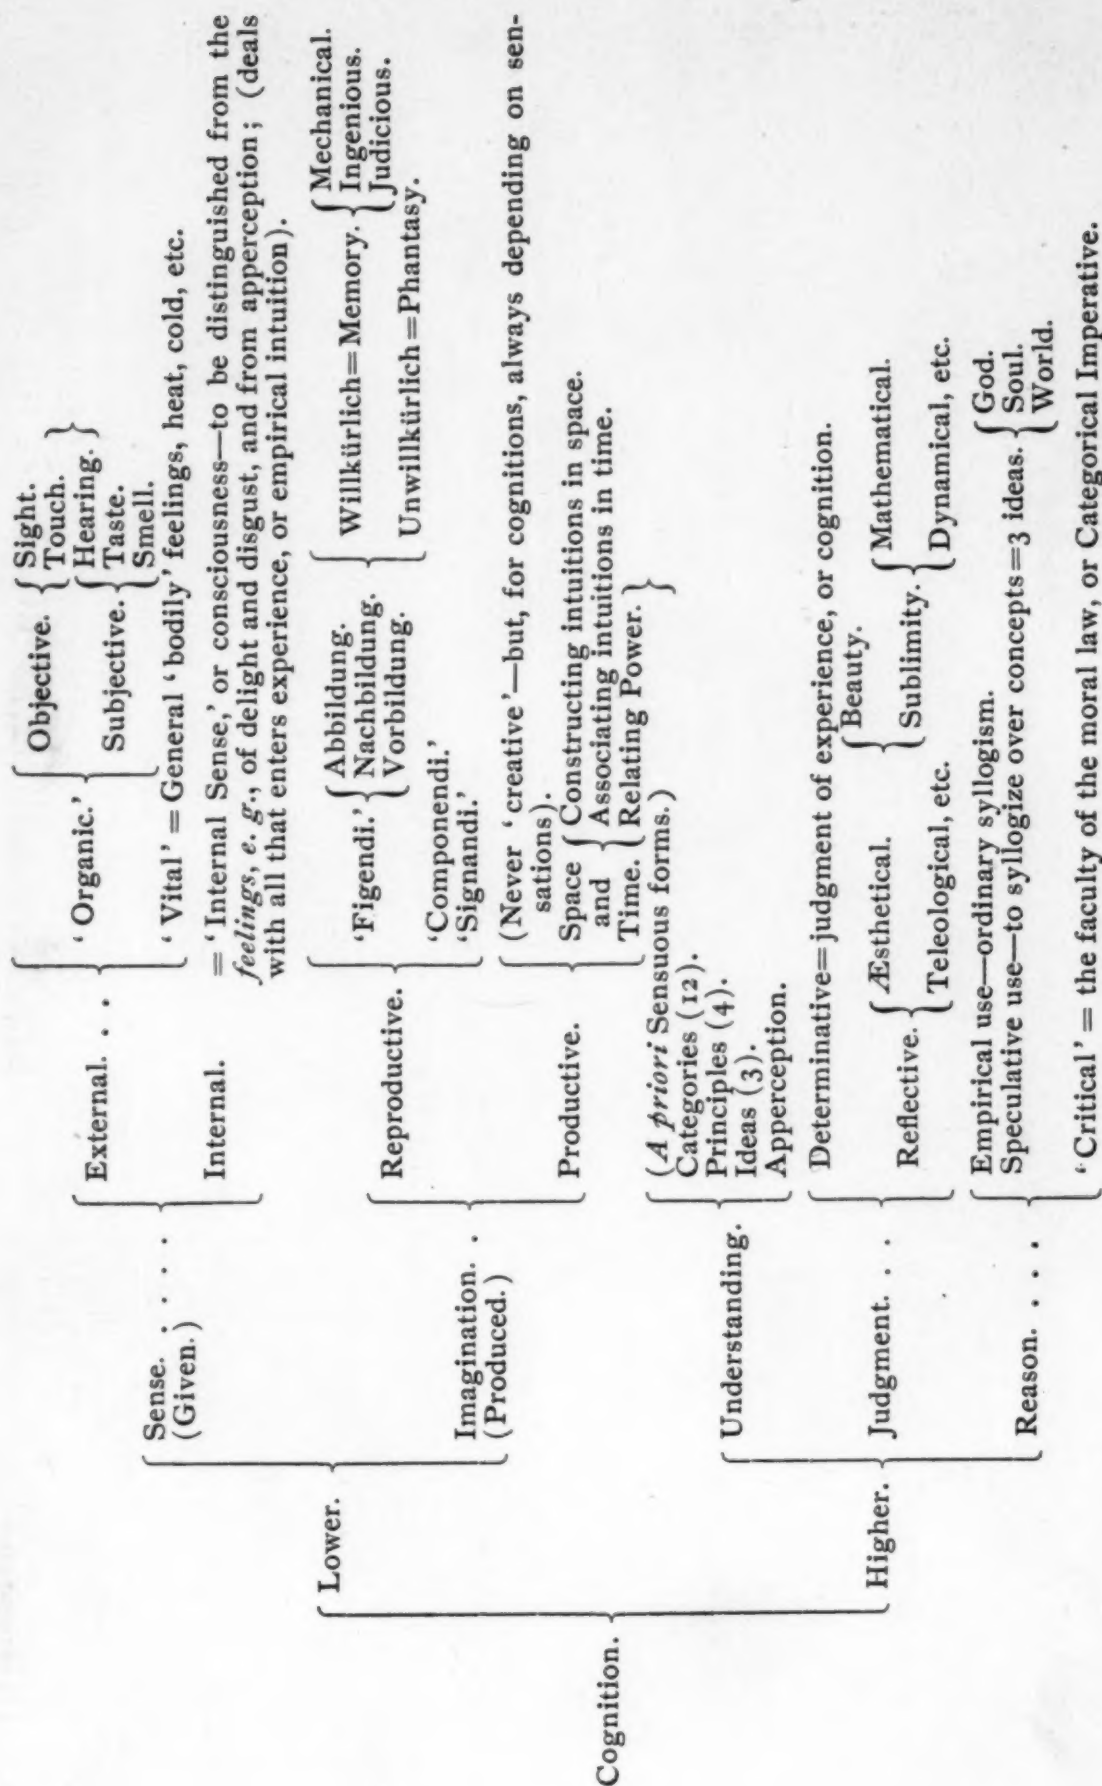 Cognition.
Lower.
Sense. . . . .
(Given.)
External. . .
'Organic.'
Objective.
Sight.
Touch.
Subjective.
Hearing.
Taste.
Smell.
'Vital' = General 'bodily' feelings, heat, cold, etc.
Internal.
= 'Internal Sense,' or consciousness—to be distinguished from the
feelings, e. g., of delight and disgust, and from apperception; (deals
with all that enters experience, or empirical intuition).
Imagination. .
(Produced.)
Reproductive.
'Figendi.'
Abbildung.
Nachbildung.
Vorbildung.
Willkürlich=Memory.
Mechanical.
Ingenious.
Judicious.
Unwillkürlich=Phantasy.
'Componendi.'
'Signandi.'
Productive.
(Never 'creative'—but, for cognitions, always depending on sen-
sations).
Space
and
Time.
Constructing intuitions in space.
Associating intuitions in time.
Relating Power.
Higher.
Understanding.
(A priori Sensuous forms.)
Categories (12).
Principles (4).
Ideas (3).
Apperception.
Judgment. . .
Determinative=judgment of experience, or cognition.
Reflective.
Æsthetical.
Beauty.
Sublimity.
Mathematical.
Dynamical, etc.
Teleological, etc.
Reason. . . .
Empirical use—ordinary syllogism.
Speculative use—to syllogize over concepts=3 ideas.
God.
Soul.
World.
'Critical' = the faculty of the moral law, or Categorical Imperative.